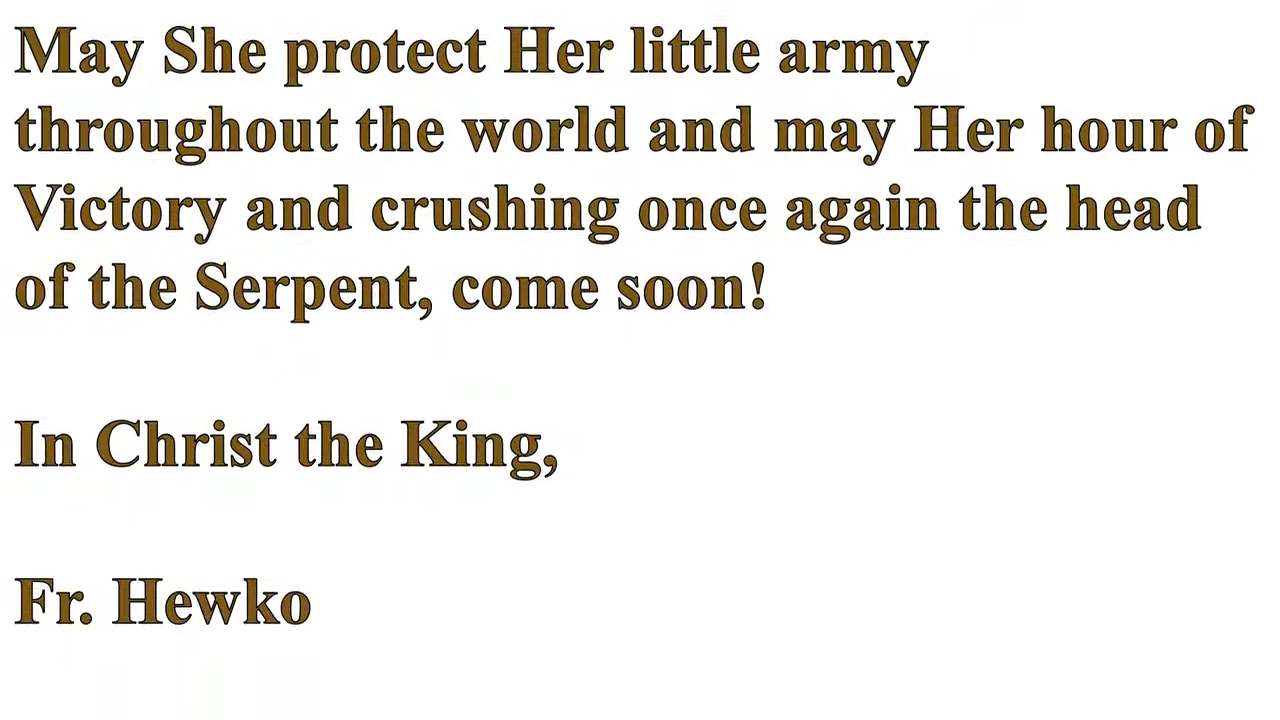 May She protect Her little army
throughout the world and may Her hour of
Victory and crushing once again the head
of the Serpent, come soon!
In Christ the King,
Fr. Hewko